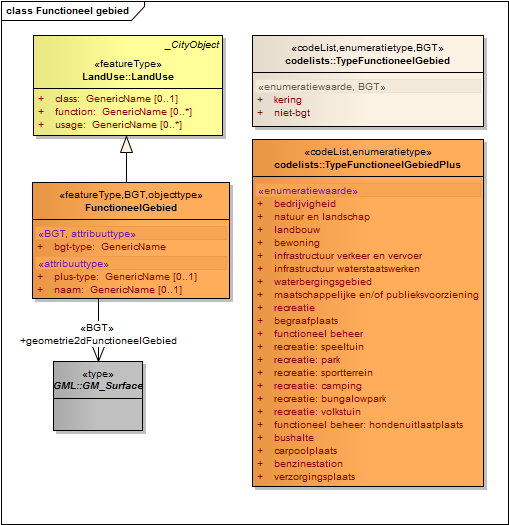 class Functioneel gebied
_CityObject
«featureType»
LandUse::LandUse
+ class: GenericName [0..1]
+ function: GenericName [0..*]
+ usage: GenericName [0..*]
«featureType,BGT,objecttype»
FunctioneelGebied
«BGT, attribuuttype»
+ bgt-type: GenericName
«attribuuttype»
+ plus-type: GenericName [0..1]
+ naam: GenericName [0..1]
«BGT»
+geometrie2dFunctioneelGebied
«type»
GML::GM_Surface
«codeList,enumeratietype,BGT»
codelists::TypeFunctioneelGebied
«enumeratiewaarde, BGT»
+ kering
+ niet-bgt
«codeList,enumeratietype»
codelists::TypeFunctioneelGebiedPlus
«enumeratiewaarde»
+ bedrijvigheid
+ natuur en landschap
+ landbouw
+ bewoning
+ infrastructuur verkeer en vervoer
+ infrastructuur waterstaatswerken
+ waterbergingsgebied
+ maatschappelijke en/of publieksvoorziening
+ recreatie
+ begraafplaats
+ functioneel beheer
+ recreatie: speeltuin
+ recreatie: park
+ recreatie: sportterrein
+ recreatie: camping
+ recreatie: bungalowpark
+ recreatie: volkstuin
+ functioneel beheer: hondenuitlaatplaats
+ bushalte
+ carpoolplaats
+ benzinestation
+ verzorgingsplaats